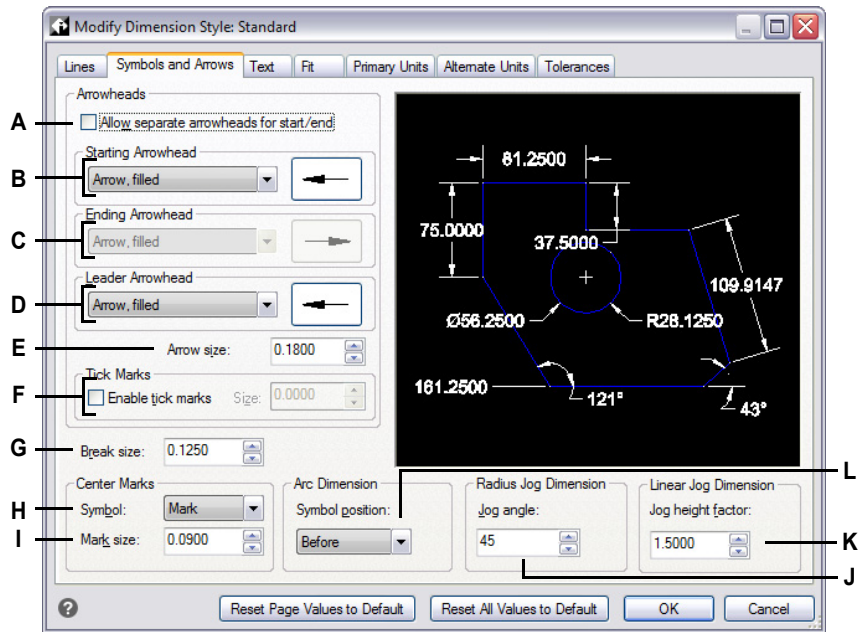 Modify Dimension Style: Standard
Lines Symbols and Arrows Text Fit Primary Units Alternate Units Tolerances
Arrowheads
A Allow separate arrowheads for start/end
Starting Arrowhead
B Arrow, filled
Ending Arrowhead
C Arrow, filled
Leader Arrowhead
D Arrow, filled
E Arrow size: 0.1800
Tick Marks
F Enable tick marks Size: 0.0000
G Break size: 0.1250
81.2500
75.0000
37.5000
109.9147
Ø56.2500 R28.1250
161.2500 121°
43°
L
Center Marks
H Symbol: Mark
I Mark size: 0.0900
Arc Dimension
Symbol position:
Before
Radius Jog Dimension
Jog angle:
45
J
Linear Jog Dimension
Jog height factor:
1.5000 K
? Reset Page Values to Default Reset All Values to Default OK Cancel